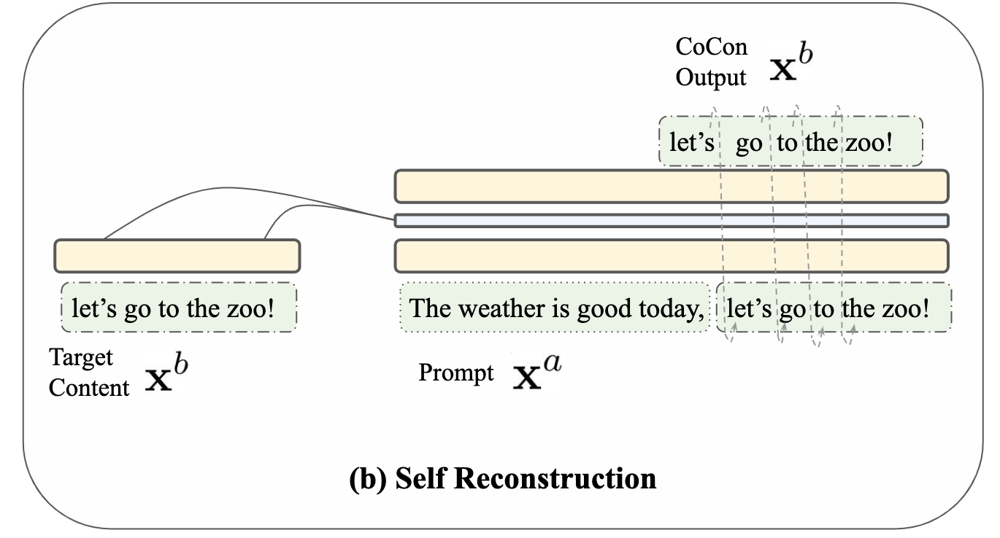 CoCon
Output x^b
let's go to the zoo!
let's go to the zoo!
The weather is good today, let's go to the zoo!
Target
Content x^b
Prompt x^a
(b) Self Reconstruction